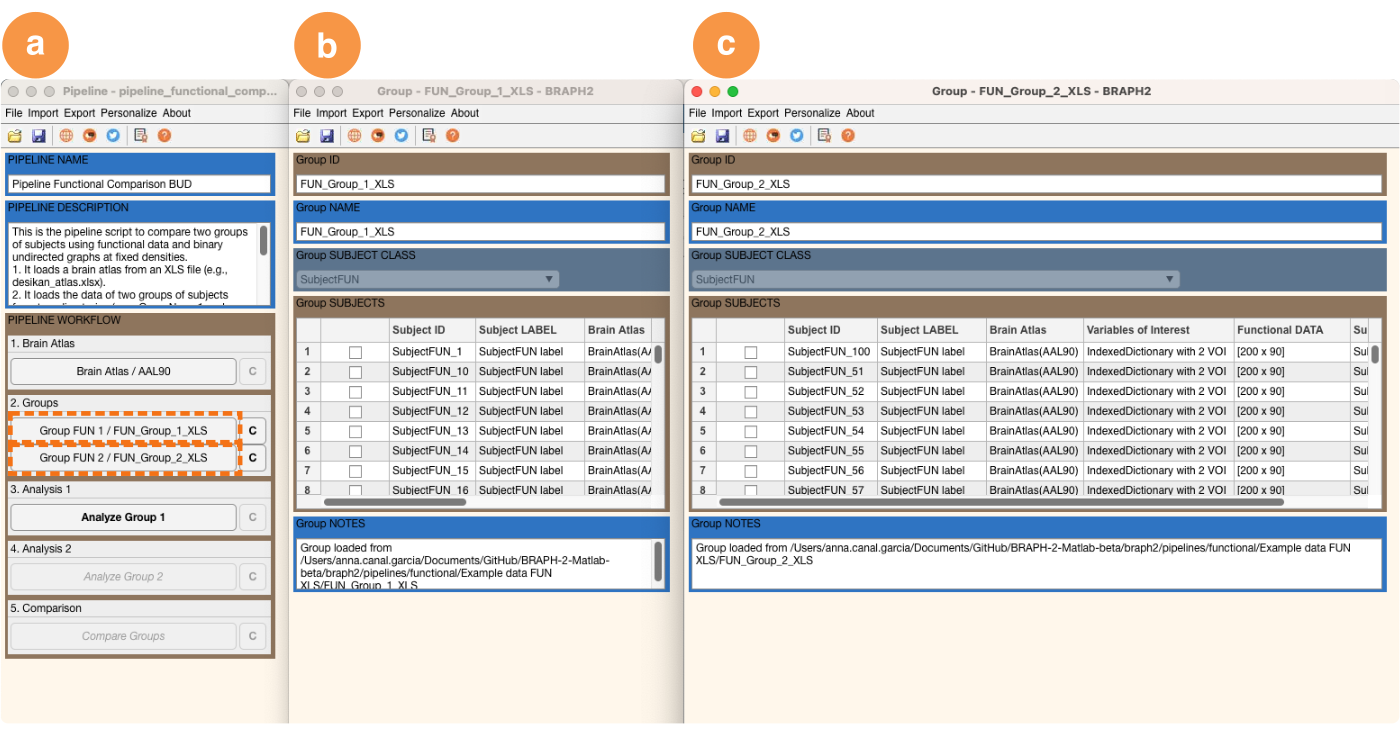 a
b
c
Pipeline - pipeline_functional_comp...
File Import Export Personalize About
PIPELINE NAME
Pipeline Functional Comparison BUD
PIPELINE DESCRIPTION
This is the pipeline script to compare two groups
of subjects using functional data and binary
undirected graphs at fixed densities.
1. It loads a brain atlas from an XLS file (e.g.,
desikan_atlas.xlsx).
2. It loads the data of two groups of subjects
PIPELINE WORKFLOW
1. Brain Atlas
Brain Atlas / AAL90 C
2. Groups
Group FUN 1 / FUN_Group_1_XLS C
Group FUN 2 / FUN_Group_2_XLS C
3. Analysis 1
Analyze Group 1 C
4. Analysis 2
Analyze Group 2 C
5. Comparison
Compare Groups C
Group - FUN_Group_1_XLS - BRAPH2
File Import Export Personalize About
Group ID
FUN_Group_1_XLS
Group NAME
FUN_Group_1_XLS
Group SUBJECT CLASS
SubjectFUN
Group SUBJECTS
Subject ID Subject LABEL Brain Atlas
1 SubjectFUN_1 SubjectFUN label BrainAtlas(AA
2 SubjectFUN_10 SubjectFUN label BrainAtlas(AA
3 SubjectFUN_11 SubjectFUN label BrainAtlas(AA
4 SubjectFUN_12 SubjectFUN label BrainAtlas(AA
5 SubjectFUN_13 SubjectFUN label BrainAtlas(AA
6 SubjectFUN_14 SubjectFUN label BrainAtlas(AA
7 SubjectFUN_15 SubjectFUN label BrainAtlas(AA
8 SubjectFUN_16 SubjectFUN label BrainAtlas(AA
Group NOTES
Group loaded from
/Users/anna.canal.garcia/Documents/GitHub/BRAPH-2-Matlab-
beta/braph2/pipelines/functional/Example data FUN
XLS/FUN_Group_1_XLS
Group - FUN_Group_2_XLS - BRAPH2
File Import Export Personalize About
Group ID
FUN_Group_2_XLS
Group NAME
FUN_Group_2_XLS
Group SUBJECT CLASS
SubjectFUN
Group SUBJECTS
Subject ID Subject LABEL Brain Atlas Variables of Interest Functional DATA Su
1 SubjectFUN_100 SubjectFUN label BrainAtlas(AAL90) IndexedDictionary with 2 VOI [200 x 90] Sul
2 SubjectFUN_51 SubjectFUN label BrainAtlas(AAL90) IndexedDictionary with 2 VOI [200 x 90] Sul
3 SubjectFUN_52 SubjectFUN label BrainAtlas(AAL90) IndexedDictionary with 2 VOI [200 x 90] Sul
4 SubjectFUN_53 SubjectFUN label BrainAtlas(AAL90) IndexedDictionary with 2 VOI [200 x 90] Sul
5 SubjectFUN_54 SubjectFUN label BrainAtlas(AAL90) IndexedDictionary with 2 VOI [200 x 90] Sul
6 SubjectFUN_55 SubjectFUN label BrainAtlas(AAL90) IndexedDictionary with 2 VOI [200 x 90] Sul
7 SubjectFUN_56 SubjectFUN label BrainAtlas(AAL90) IndexedDictionary with 2 VOI [200 x 90] Sul
8 SubjectFUN_57 SubjectFUN label BrainAtlas(AAL90) IndexedDictionary with 2 VOI [200 x 90] Sul
Group NOTES
Group loaded from /Users/anna.canal.garcia/Documents/GitHub/BRAPH-2-Matlab-beta/braph2/pipelines/functional/Example data FUN
XLS/FUN_Group_2_XLS